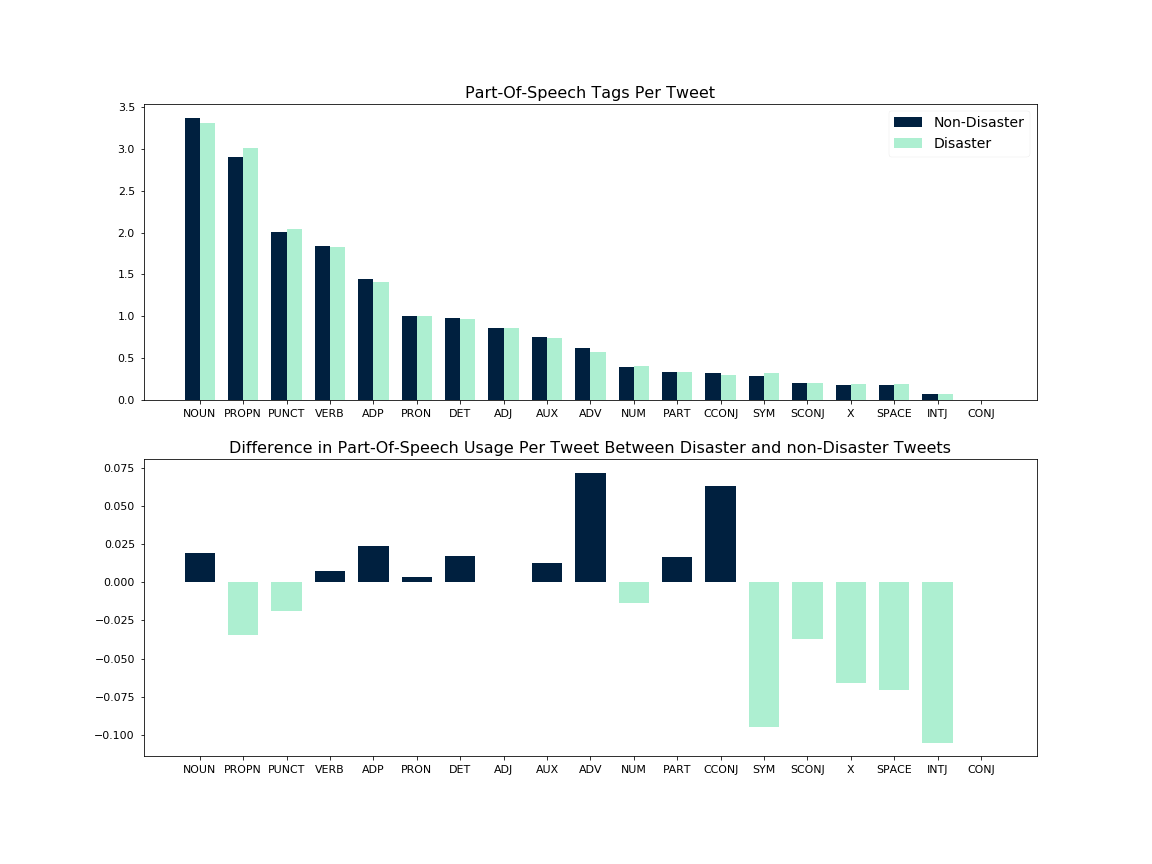 Part-Of-Speech Tags Per Tweet
3.5
3.0
2.5
2.0
1.5
1.0
0.5
0.0
Non-Disaster
Disaster
NOUN PROPN PUNCT VERB ADP PRON DET ADJ AUX ADV NUM PART CCONJ SYM SCONJ X SPACE INTJ CONJ
Difference in Part-Of-Speech Usage Per Tweet Between Disaster and non-Disaster Tweets
0.075
0.050
0.025
0.000
−0.025
−0.050
−0.075
−0.100
NOUN PROPN PUNCT VERB ADP PRON DET ADJ AUX ADV NUM PART CCONJ SYM SCONJ X SPACE INTJ CONJ